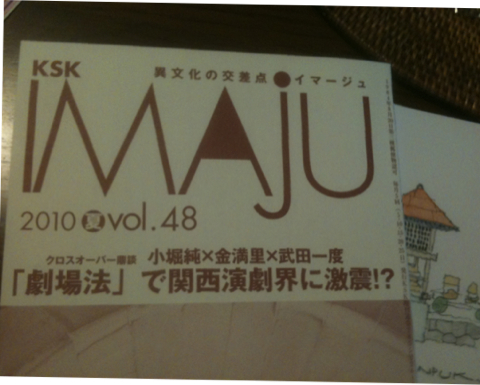 KSK
異文化の交差点 イマージュ
IMAju
2010 夏 vol. 48
クロスオーバー座談 小堀純×金満里×武田一度
「劇場法」で関西演劇界に激震!?